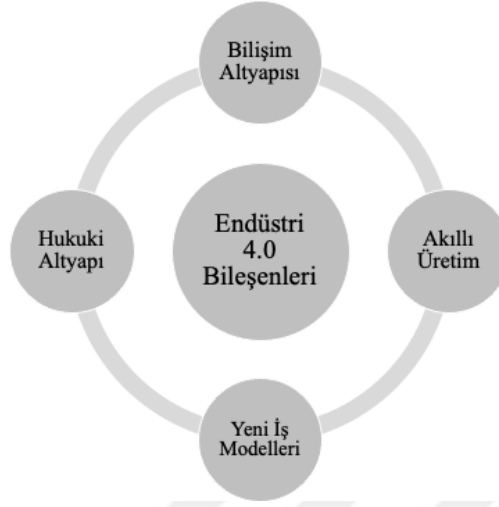 Bilişim
Altyapısı
Hukuki
Altyapı
Endüstri
4.0
Bileşenleri
Akıllı
Üretim
Yeni İş
Modelleri